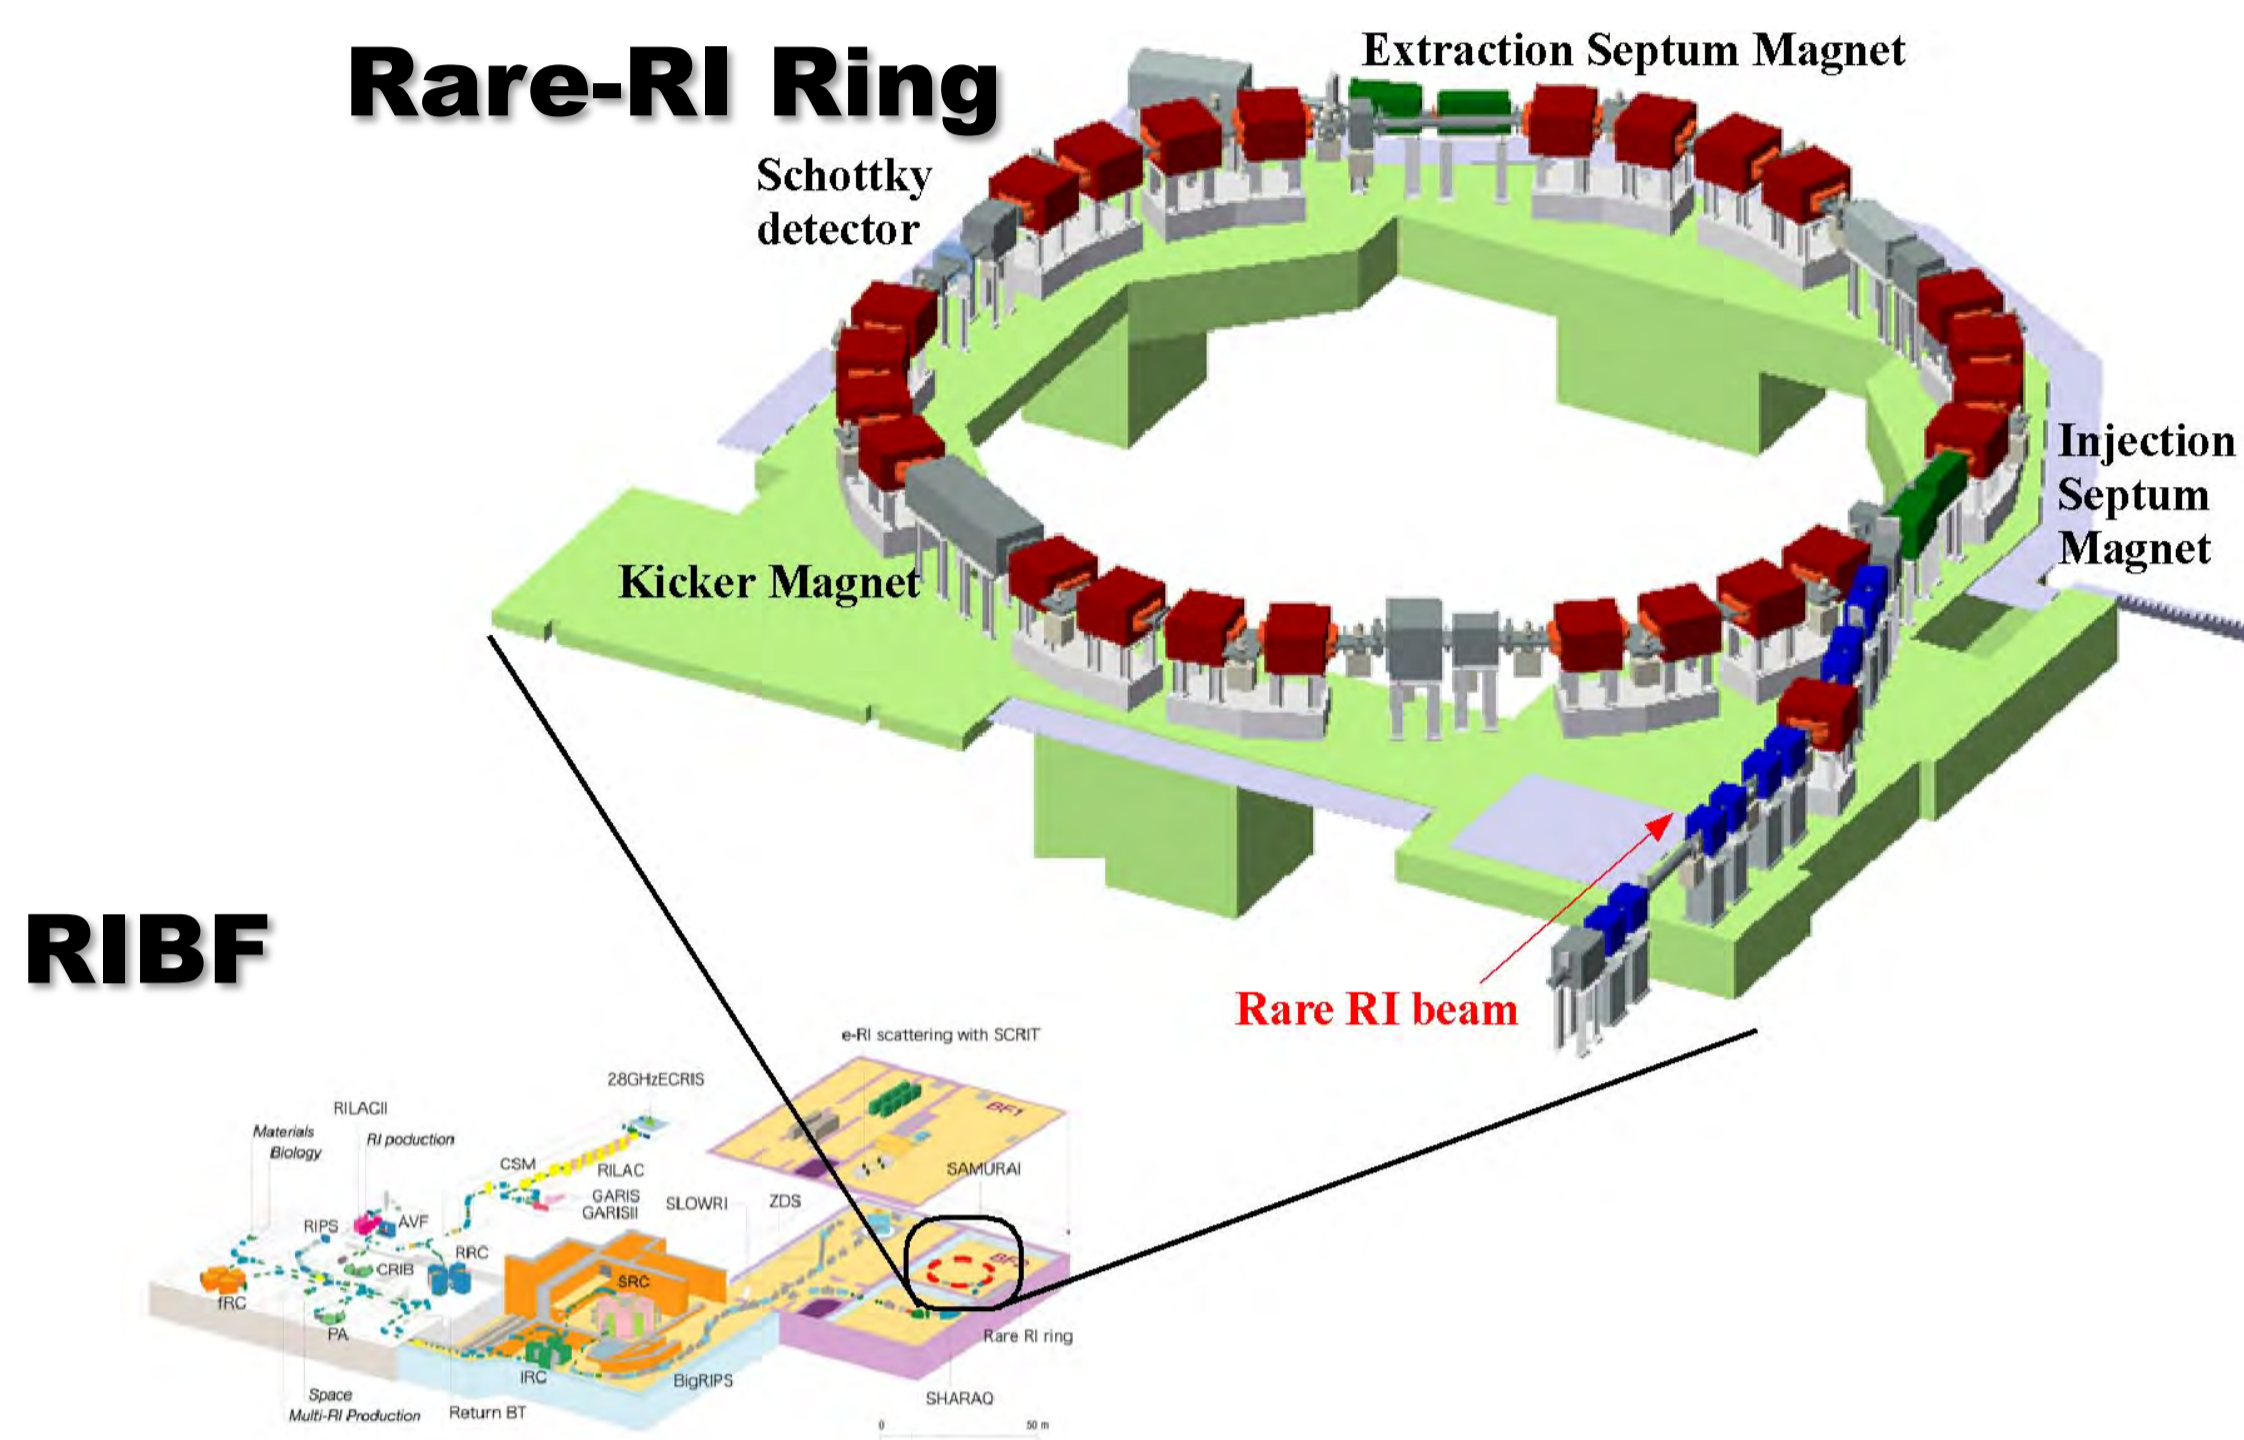 Rare-RI Ring
Extraction Septum Magnet
Schottky
detector
Injection
Septum
Magnet
Kicker Magnet
Rare RI beam
RIBF
e-RI scattering with SCRIT
28GHzECRIS
RILACII
Materials
Biology
RI poduction
BF1
CSM
RILAC
SAMURAI
GARIS
GARISII
SLOWRI
ZDS
RIPS
AVF
RRC
CRIB
SRC
fRC
PA
Rare RI ring
IRC
BigRIPS
SHARAQ
Space
Multi-RI Production
Return BT
0
50 m